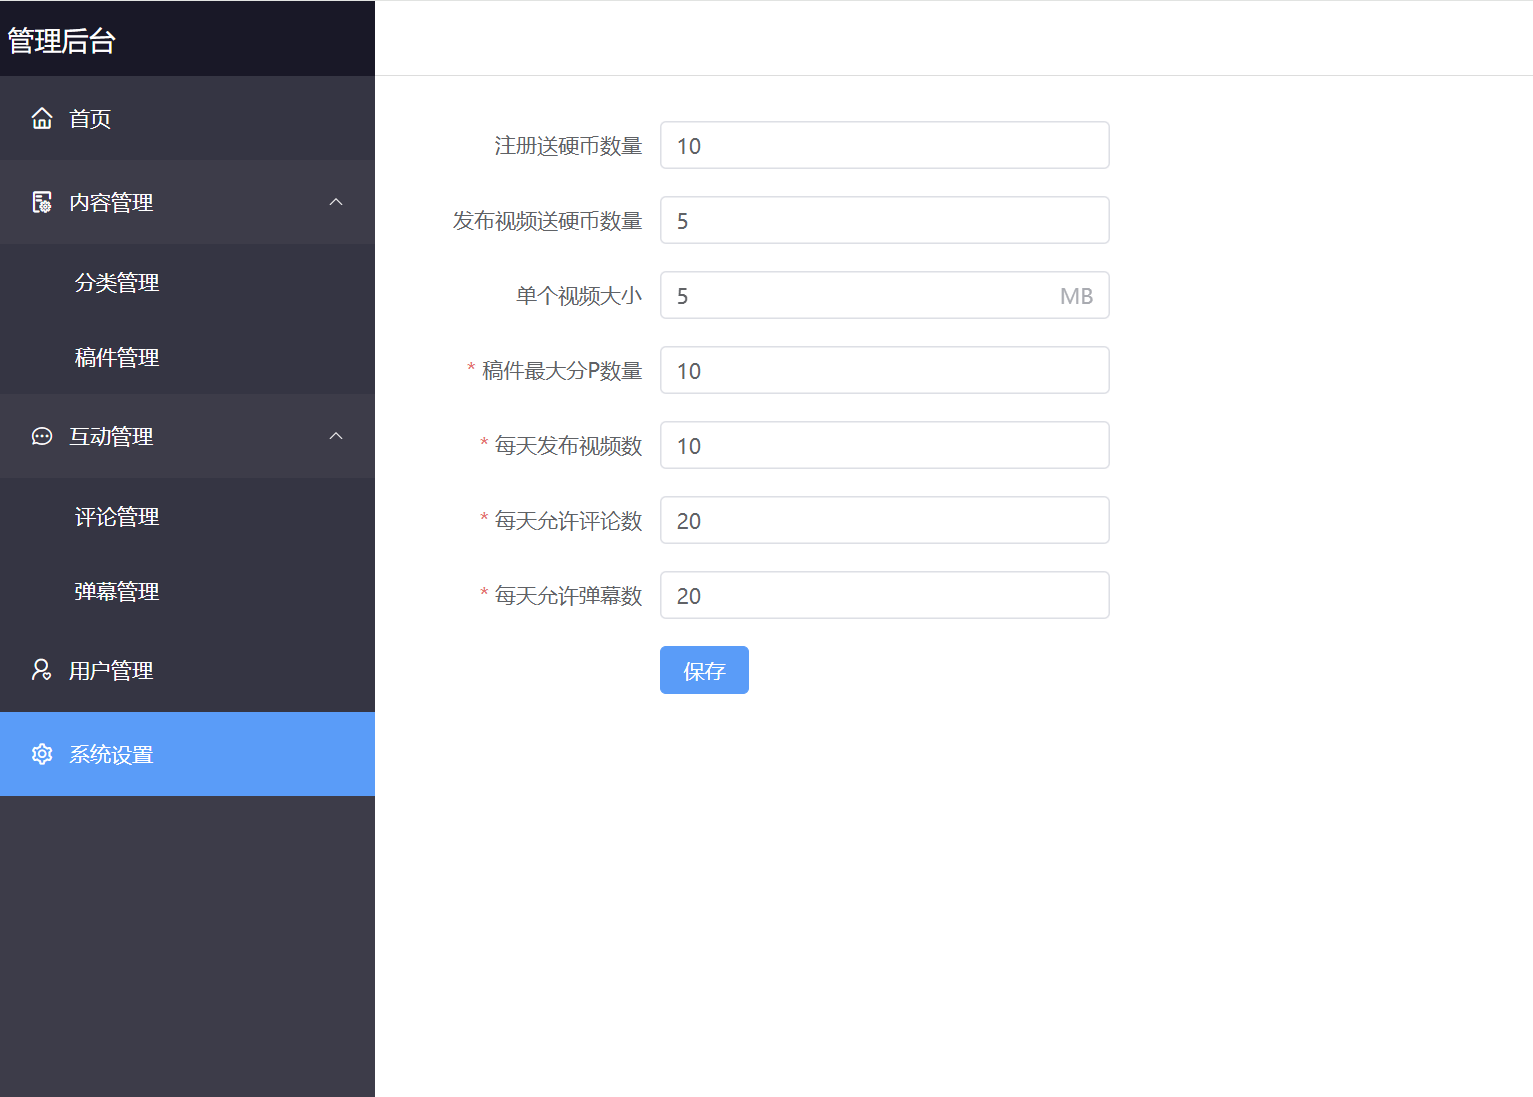 管理后台
首页
内容管理
分类管理
稿件管理
互动管理
评论管理
弹幕管理
用户管理
系统设置
注册送硬币数量 10
发布视频送硬币数量 5
单个视频大小 5 MB
* 稿件最大分P数量 10
* 每天发布视频数 10
* 每天允许评论数 20
* 每天允许弹幕数 20
保存